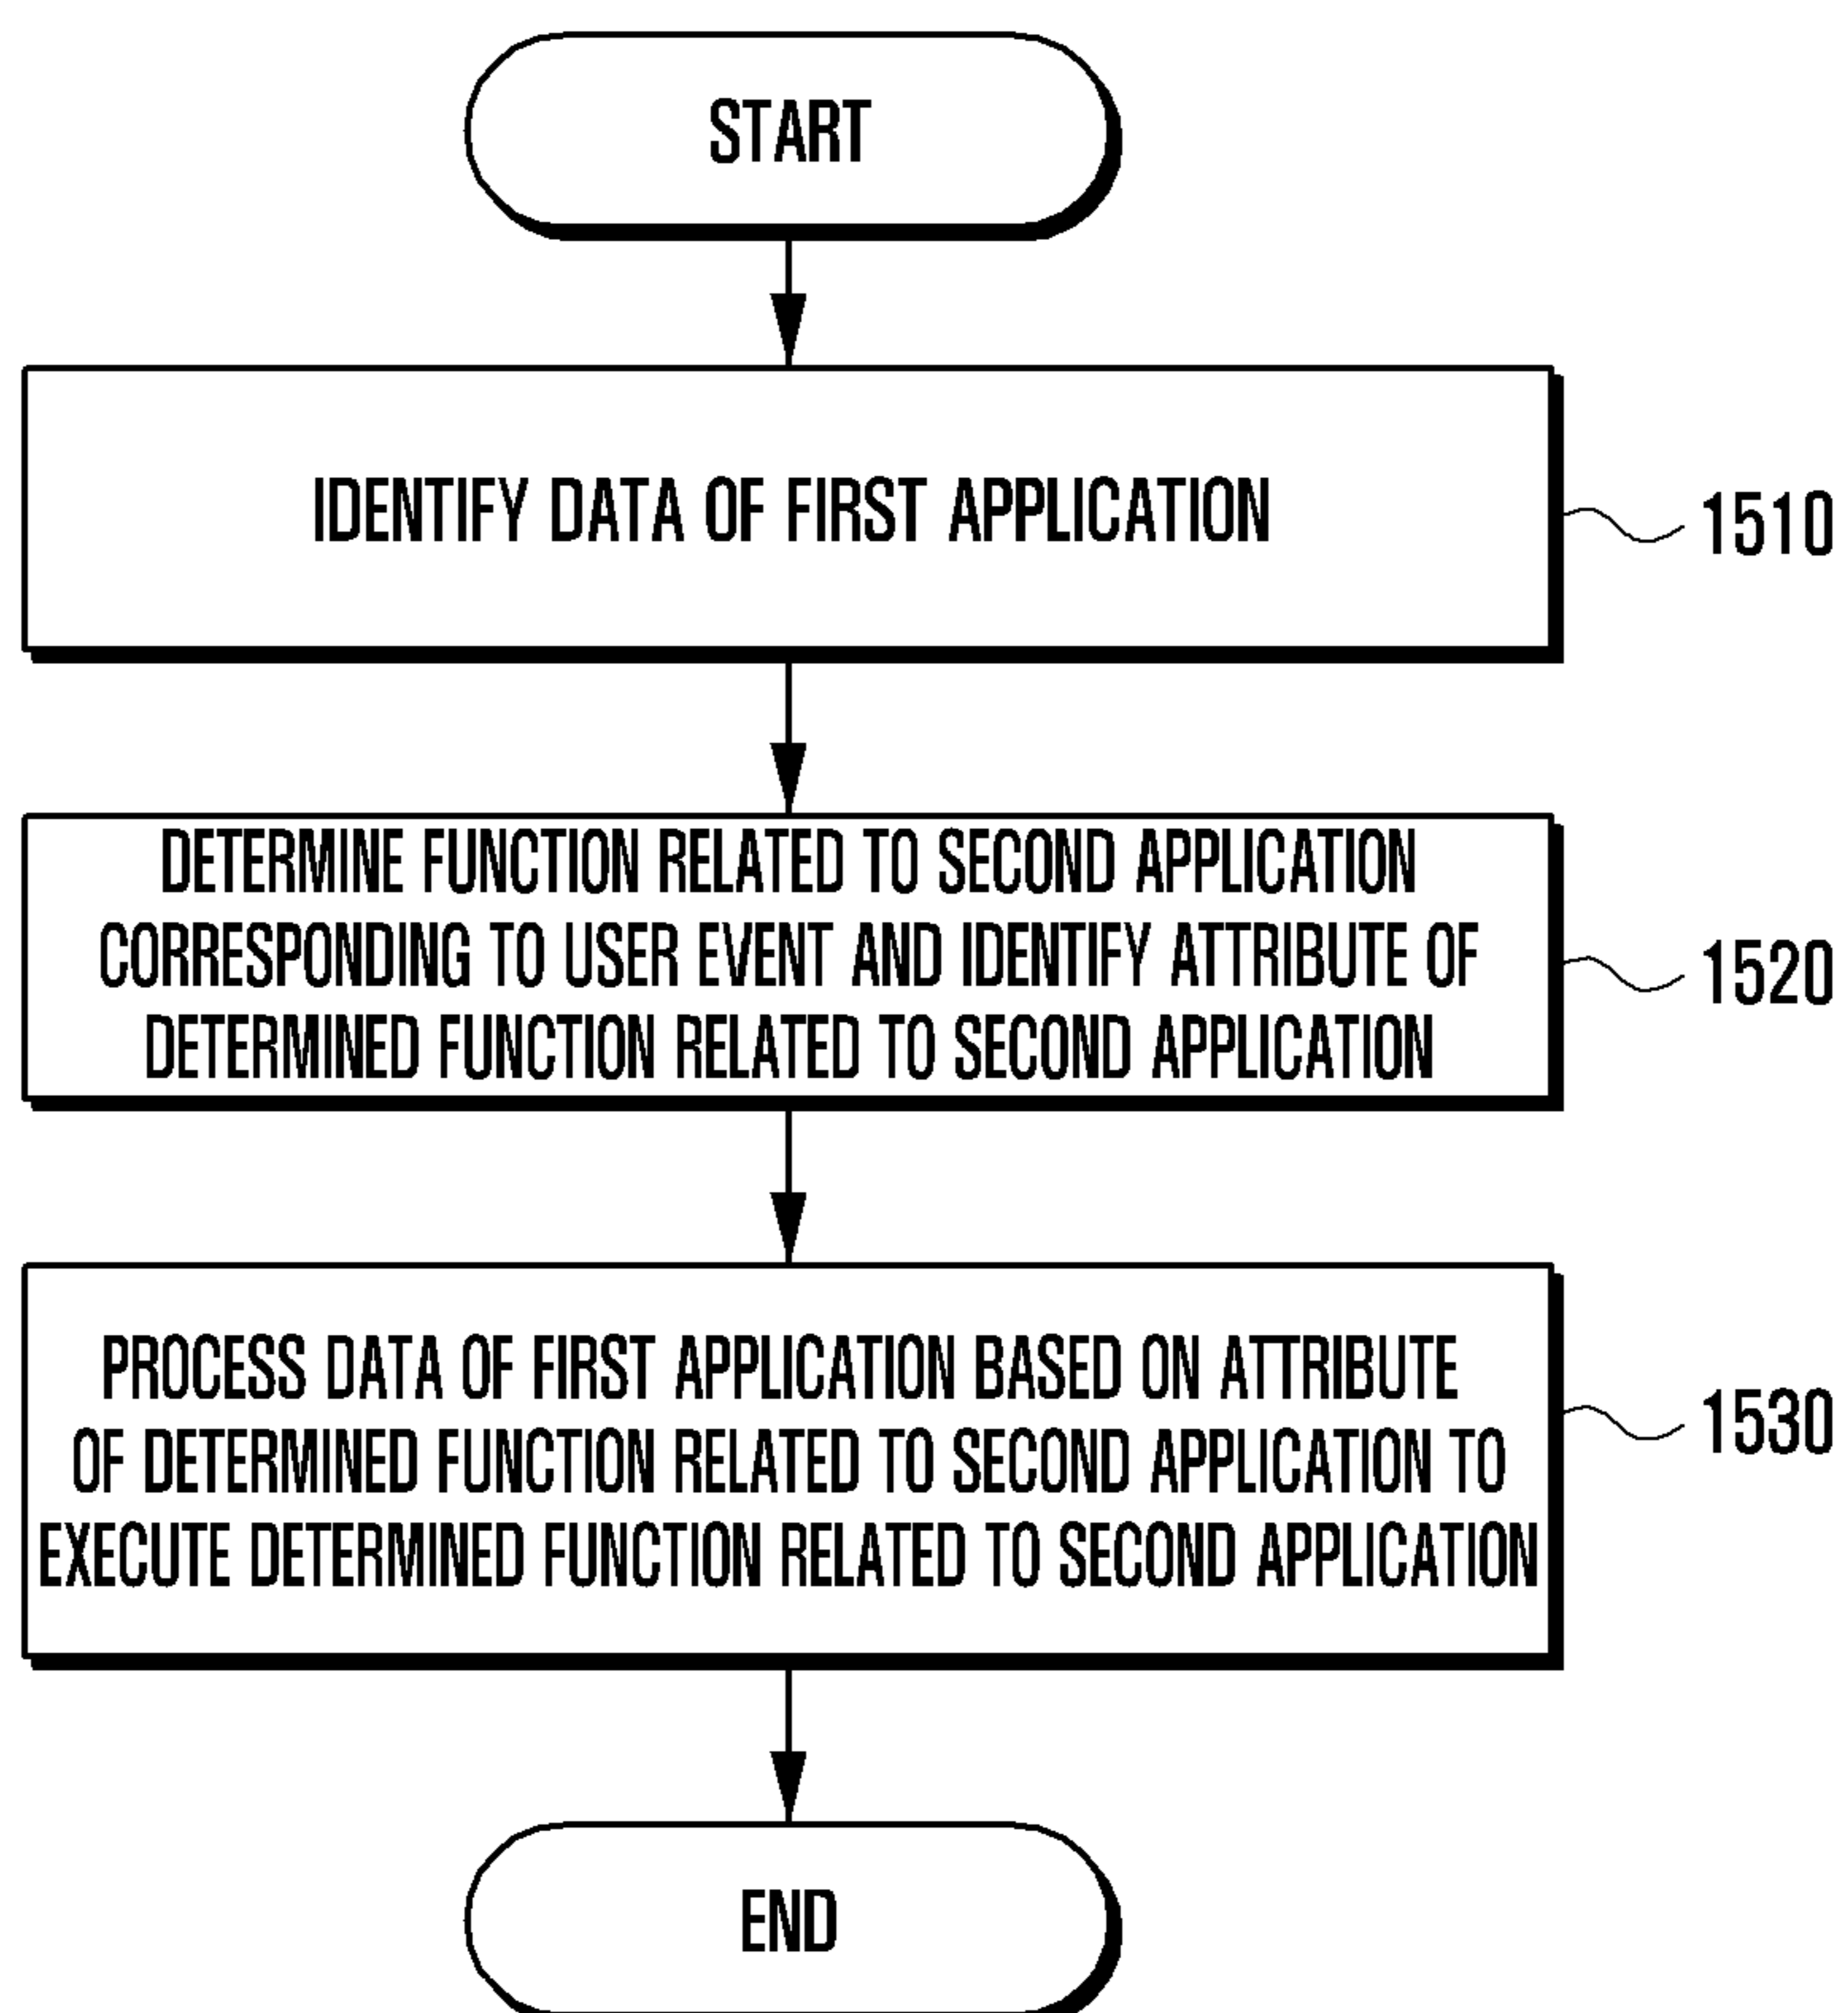 START
IDENTIFY DATA OF FIRST APPLICATION
1510
DETERMINE FUNCTION RELATED TO SECOND APPLICATION
CORRESPONDING TO USER EVENT AND IDENTIFY ATTRIBUTE OF
DETERMINED FUNCTION RELATED TO SECOND APPLICATION
1520
PROCESS DATA OF FIRST APPLICATION BASED ON ATTRIBUTE
OF DETERMINED FUNCTION RELATED TO SECOND APPLICATION TO
EXECUTE DETERMINED FUNCTION RELATED TO SECOND APPLICATION
1530
END